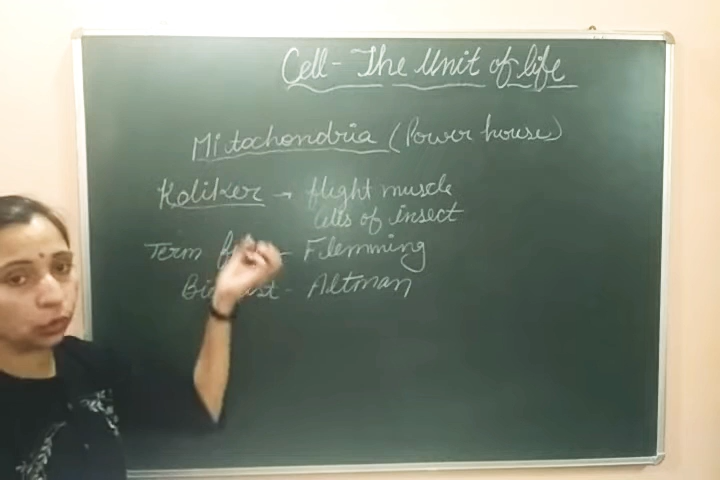 Cell - The Unit of life
Mitochondria (Power house)
Koliker → flight muscle
cells of insect
Term - Flemming
- Altman